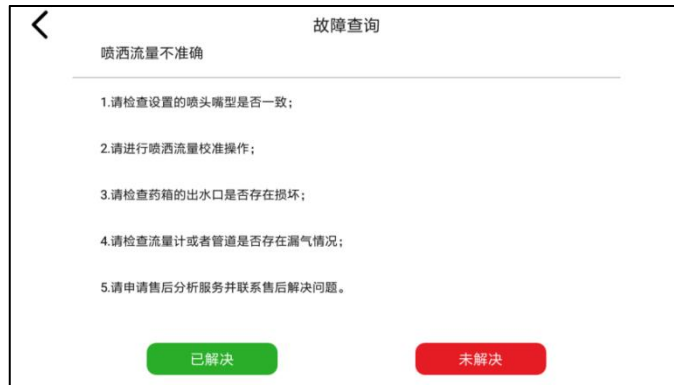 故障查询
喷洒流量不准确
1.请检查设置的喷头嘴型是否一致；
2.请进行喷洒流量校准操作；
3.请检查药箱的出水口是否存在损坏；
4.请检查流量计或者管道是否存在漏气情况；
5.请申请售后分析服务并联系售后解决问题。
已解决
未解决